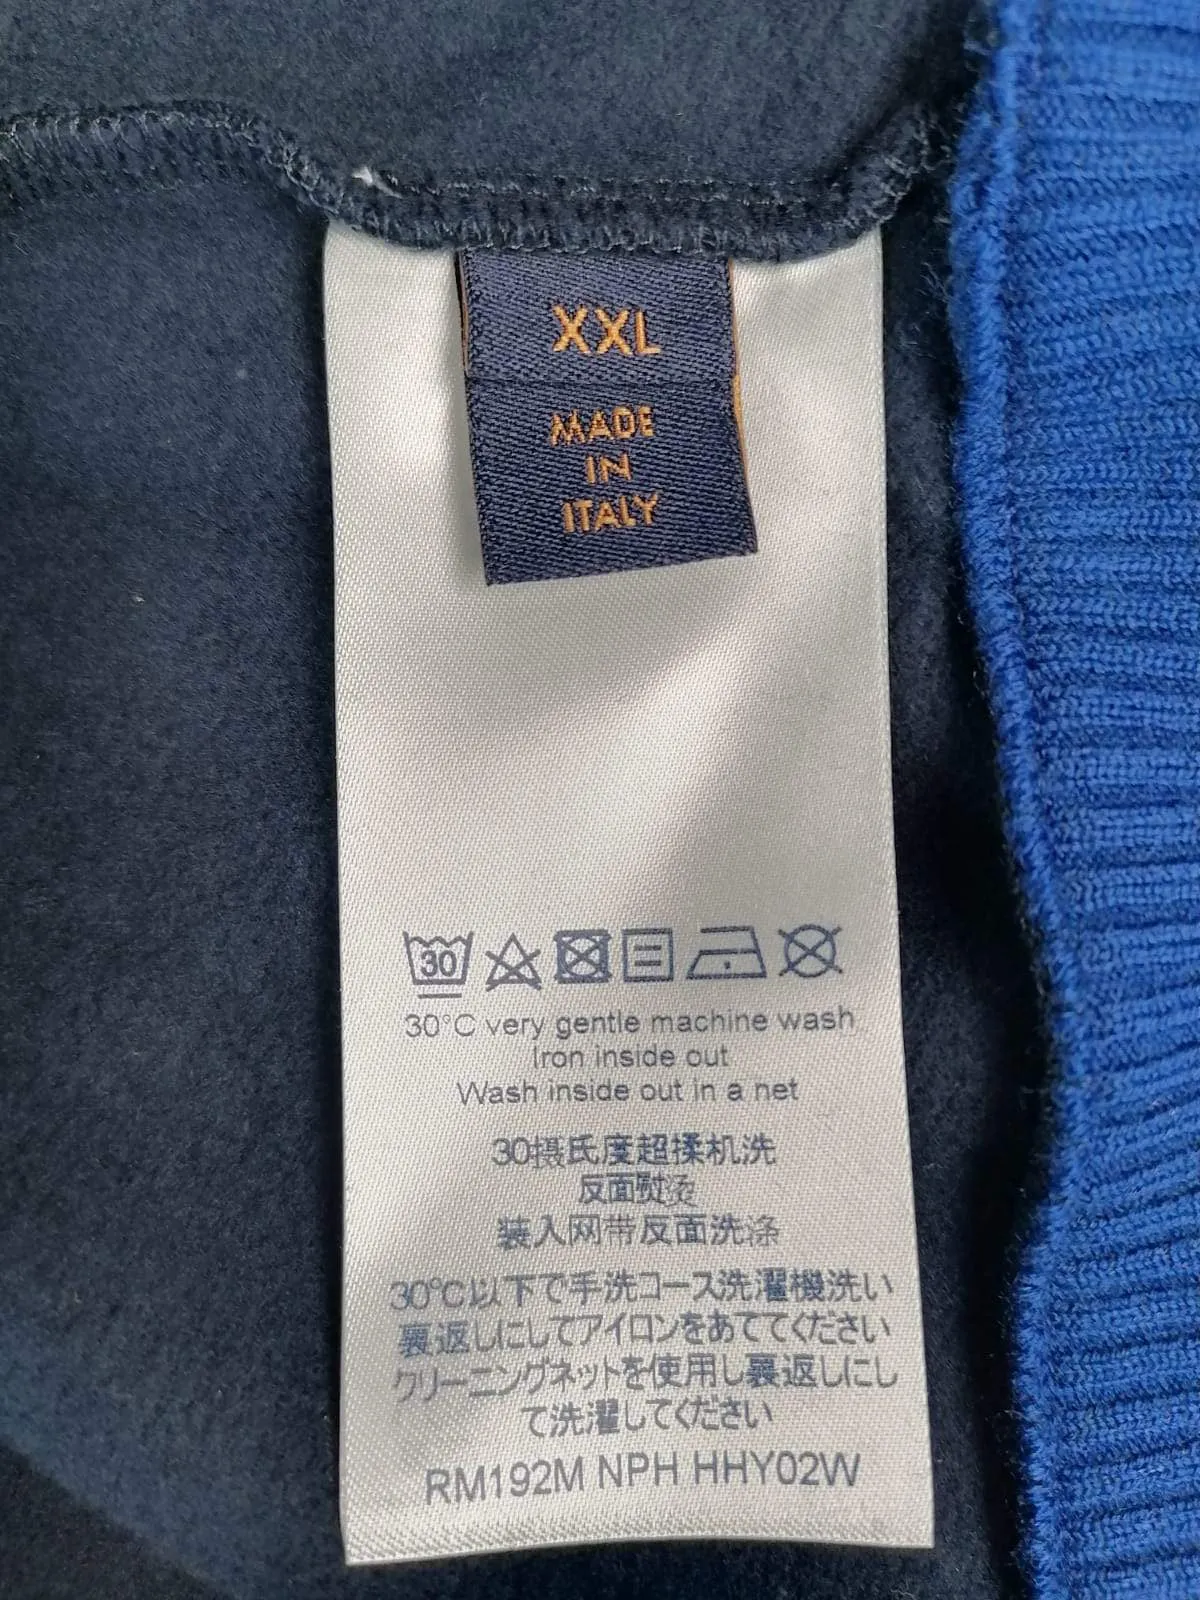 XXL
MADE
IN
ITALY
30
30°C very gentle machine wash
Iron inside out
Wash inside out in a net
30摄氏度超揉机洗
反面熨烫
装入网带反面洗涤
30°C以下で手洗コース洗濯機洗い
裏返しにしてアイロンをあててください
クリーニングネットを使用し裏返しにし
て洗濯してください
RM192M NPH HHY02W